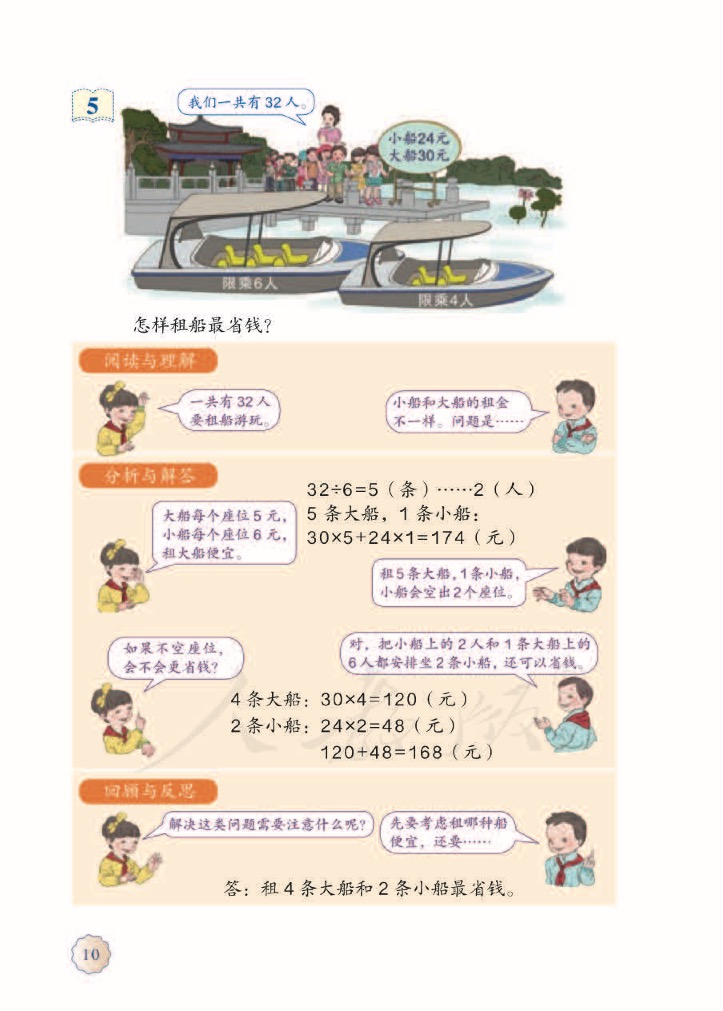 5
我们一共有 32 人。
小船24元
大船30元
限乘6人
限乘4人
怎样租船最省钱？
阅读与理解
一共有 32 人
要租船游玩。
小船和大船的租金
不一样。问题是……
分析与解答
32÷6=5（条）……2（人）
5 条大船，1 条小船：
30×5+24×1=174（元）
大船每个座位 5 元，
小船每个座位 6 元，
租大船便宜。
租5条大船，1条小船，
小船会空出2个座位。
如果不空座位，
会不会更省钱？
对，把小船上的 2 人和 1 条大船上的
6人都安排坐 2 条小船，还可以省钱。
4 条大船：30×4=120（元）
2 条小船：24×2=48（元）
120+48=168（元）
回顾与反思
解决这类问题需要注意什么呢？
先要考虑租哪种船
便宜，还要……
答：租 4 条大船和 2 条小船最省钱。
10